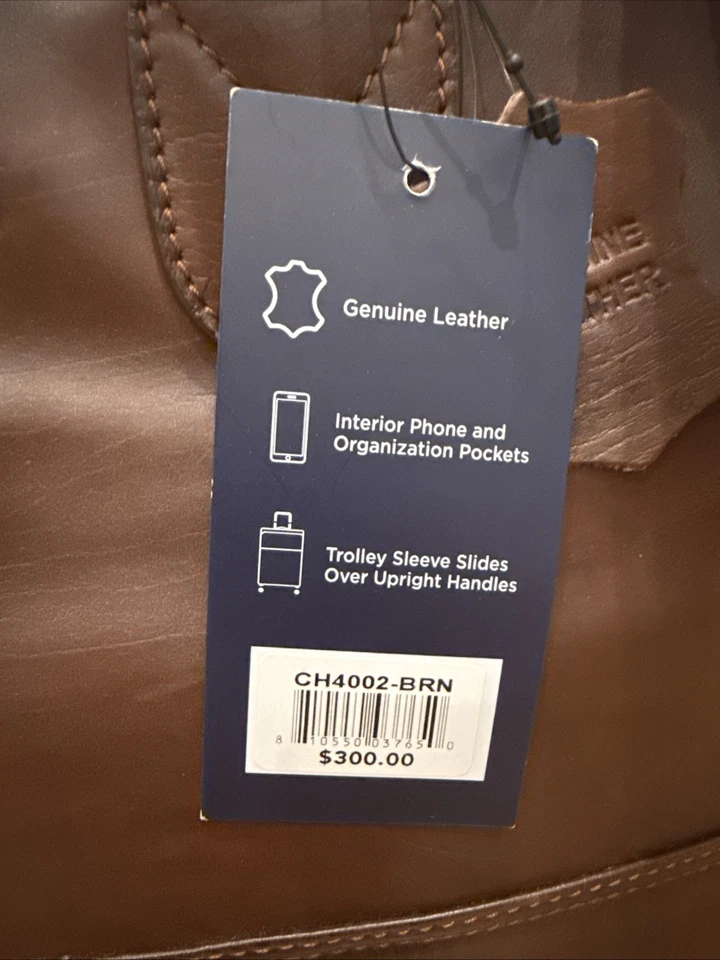 Genuine Leather
Interior Phone and
Organization Pockets
Trolley Sleeve Slides
Over Upright Handles
CH4002-BRN
8 10550 03765 0
$300.00